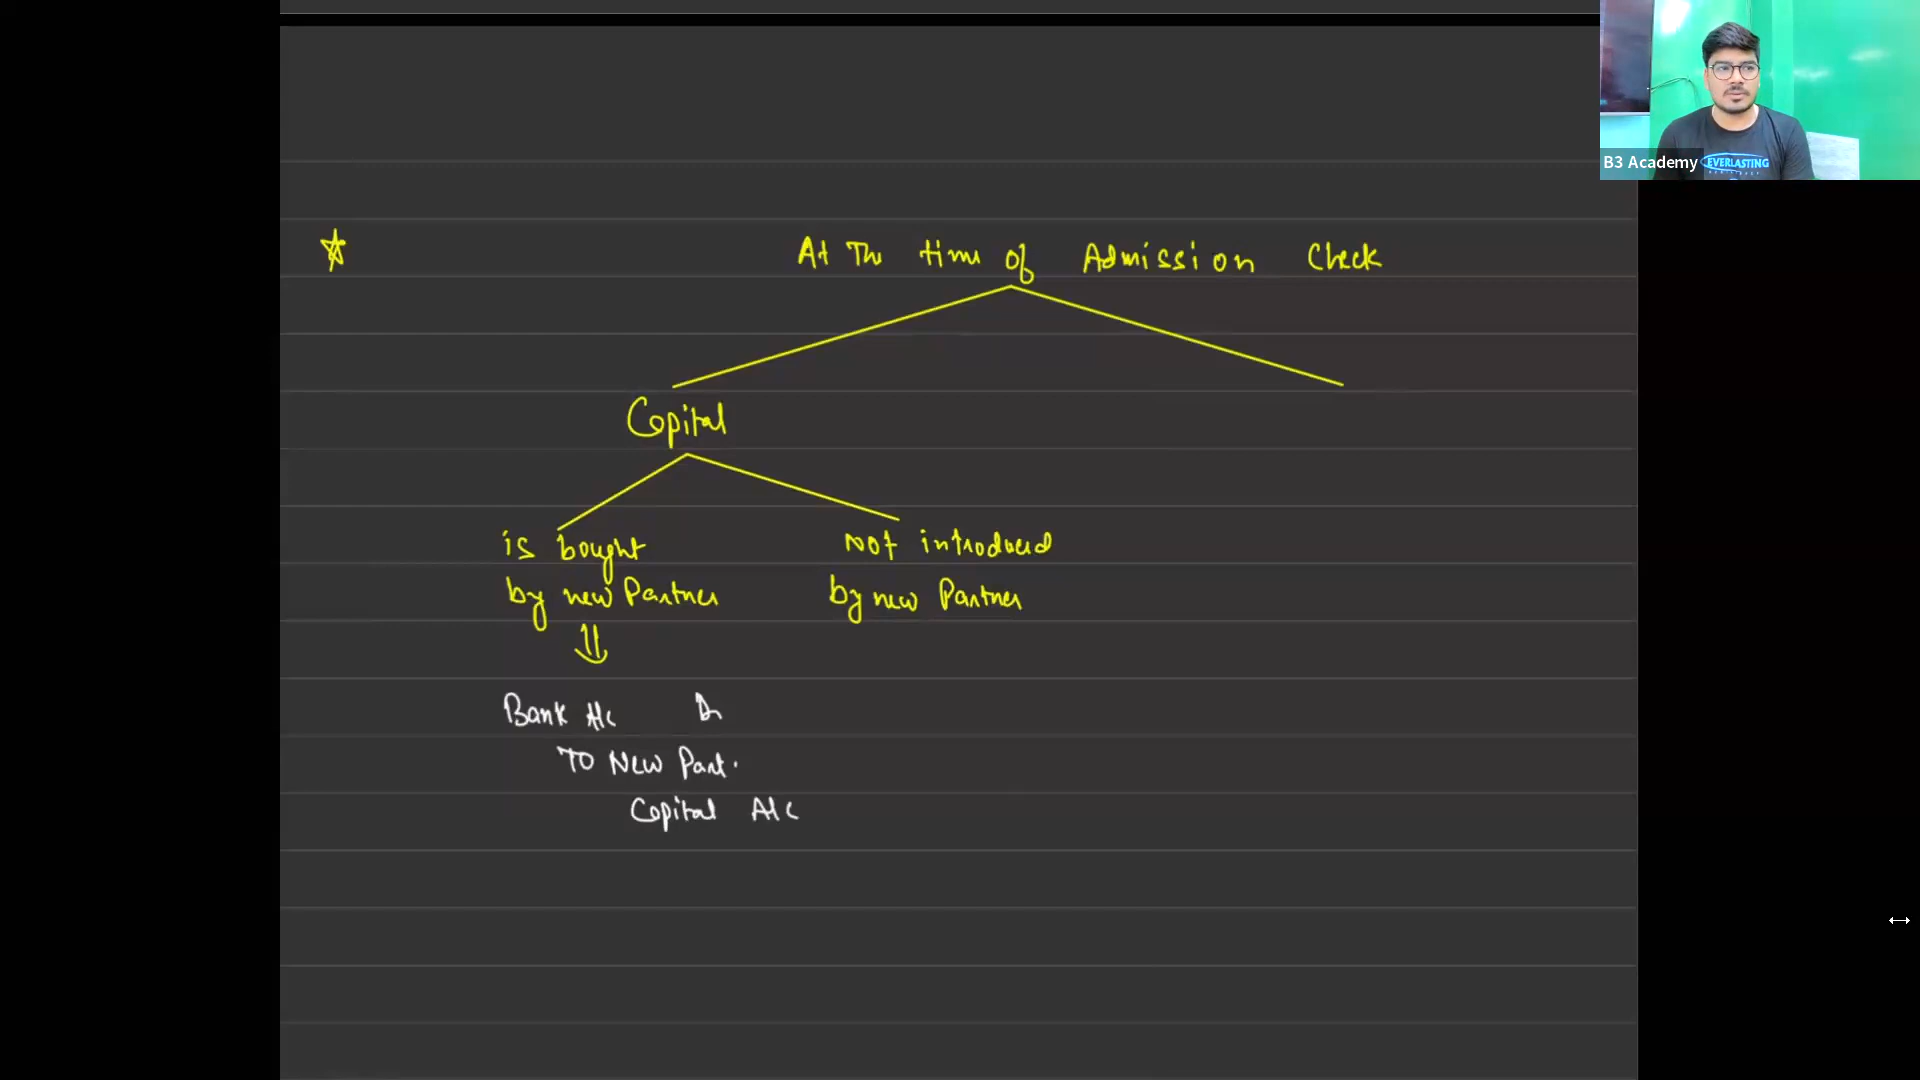 B3 Academy
EVERLASTING
At The time of Admission Check
Capital
is bought
by new Partner
Not introduced
by new Partner
Bank A/c Dr
To New Part.
Capital A/c